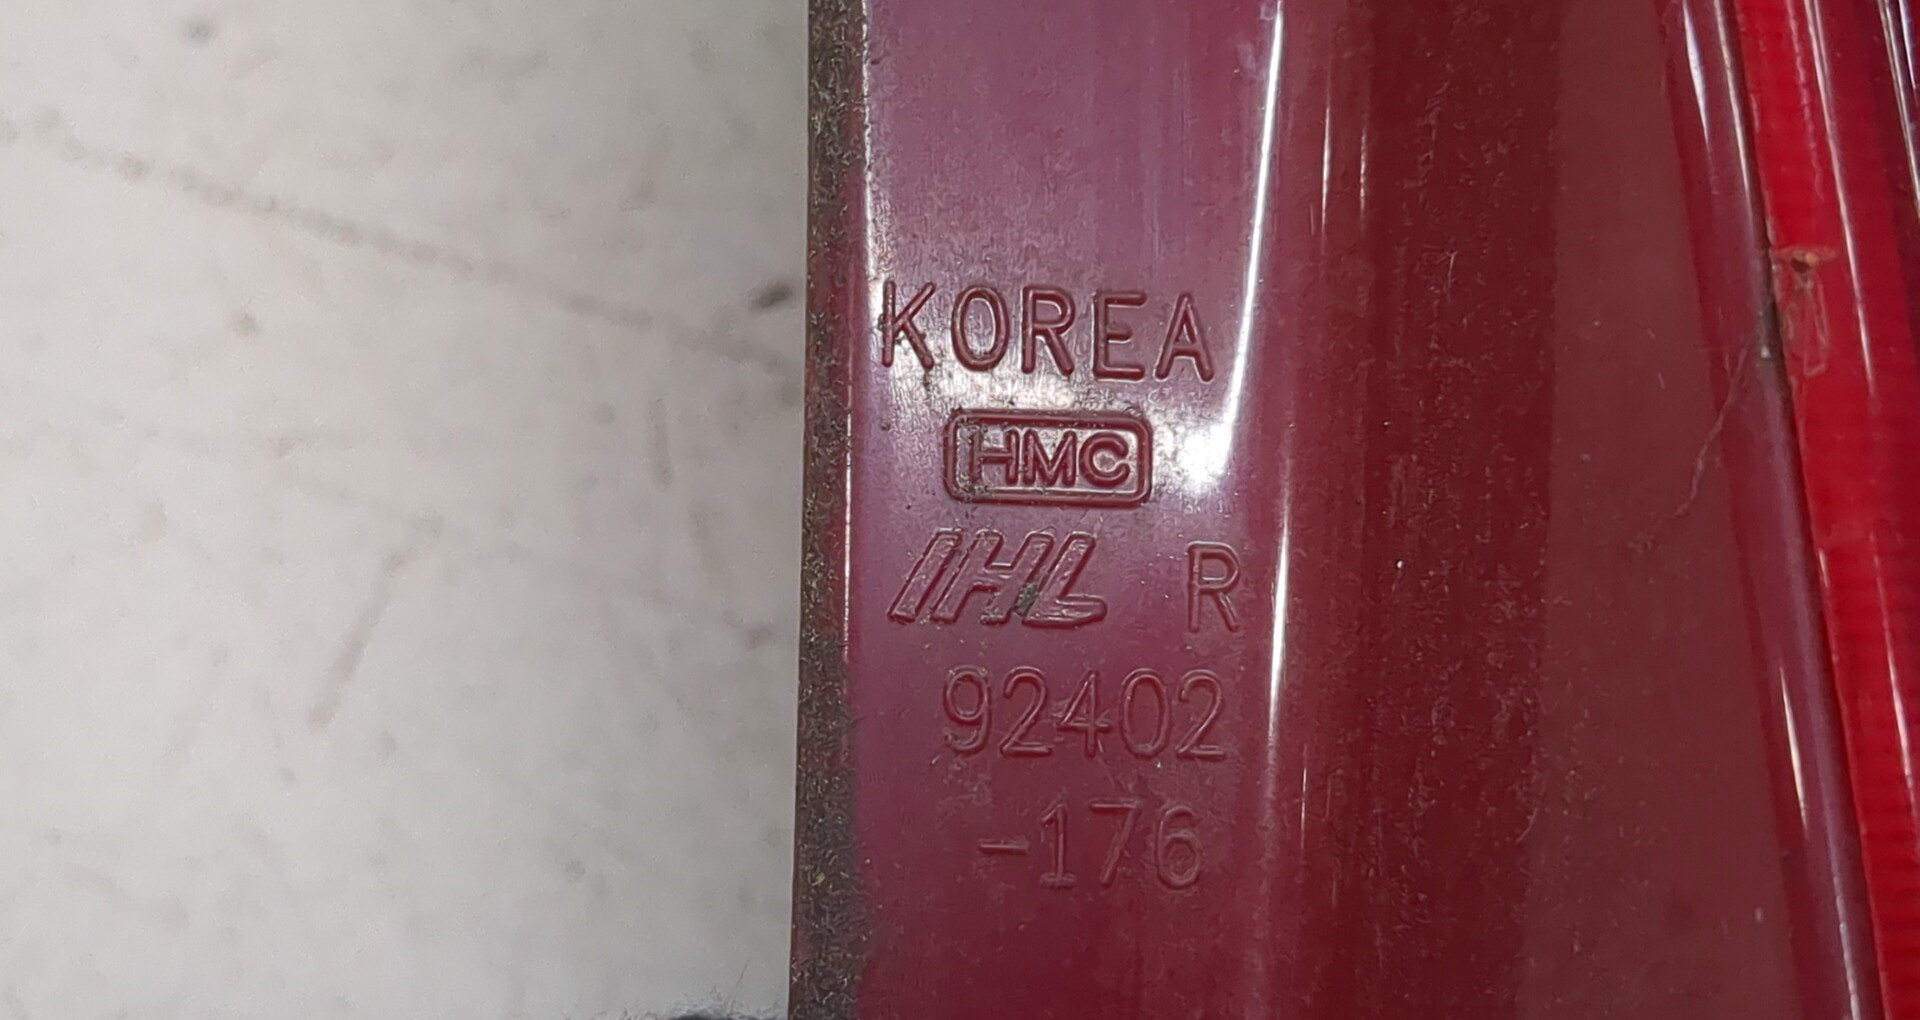 KOREA
HMC
IHL R
92402
-176